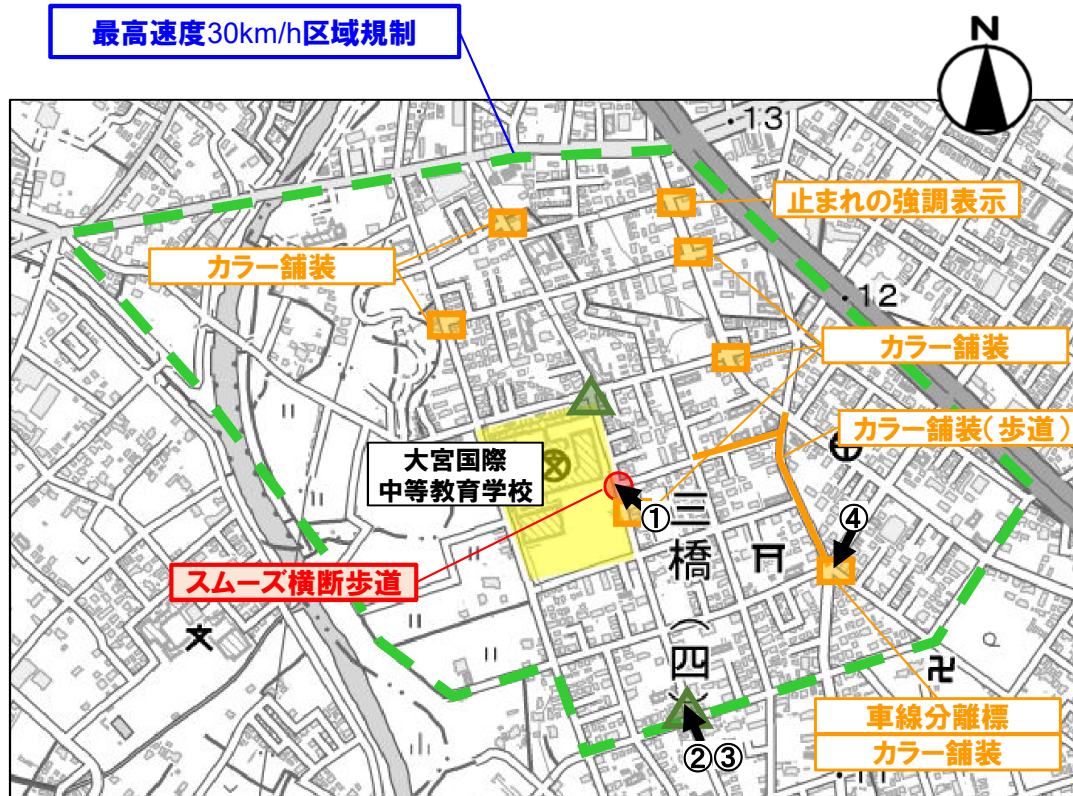 最高速度30km/h区域規制
N
13
止まれの強調表示
カラー舗装
12
カラー舗装
カラー舗装(歩道)
大宮国際
中等教育学校
①
三橋(四)
④
スムーズ横断歩道
車線分離標
カラー舗装
②③